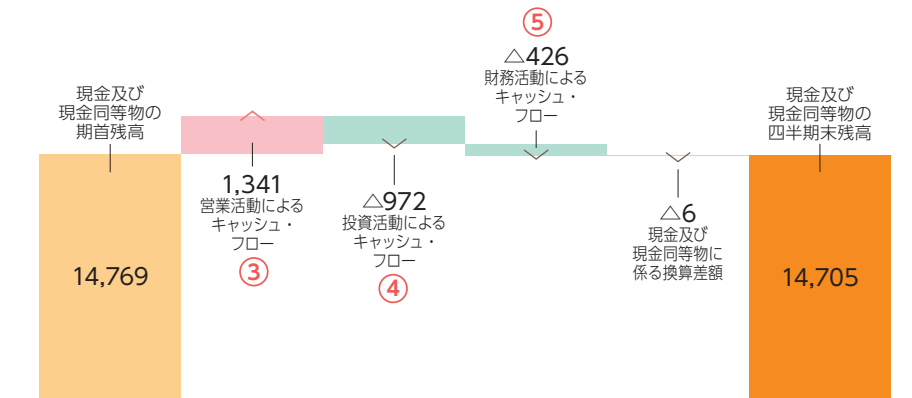 現金及び
現金同等物の
期首残高
14,769
1,341
営業活動による
キャッシュ・
フロー
③
△972
投資活動による
キャッシュ・
フロー
④
⑤
△426
財務活動による
キャッシュ・
フロー
△6
現金及び
現金同等物に
係る換算差額
現金及び
現金同等物の
四半期末残高
14,705